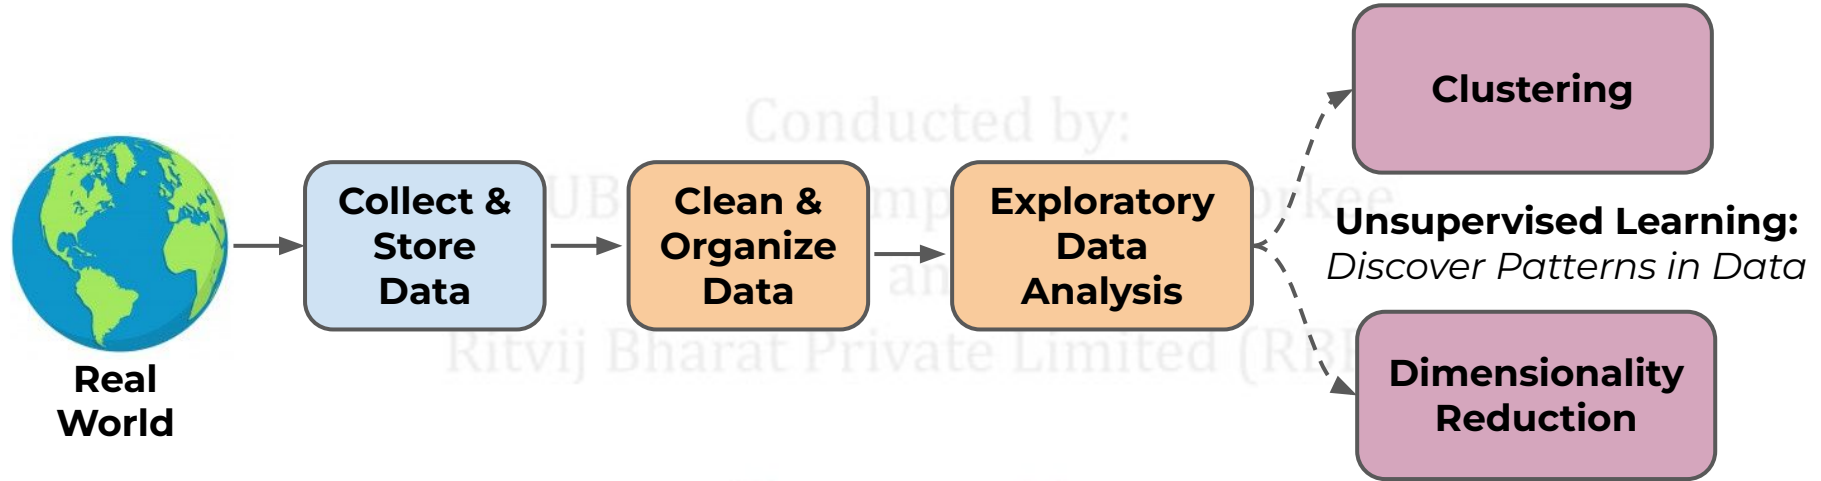 Real
World
Collect &
Store
Data
Clean &
Organize
Data
Exploratory
Data
Analysis
Clustering
Unsupervised Learning:
Discover Patterns in Data
Dimensionality
Reduction
Conducted by:
Ritvij Bharat Private Limited